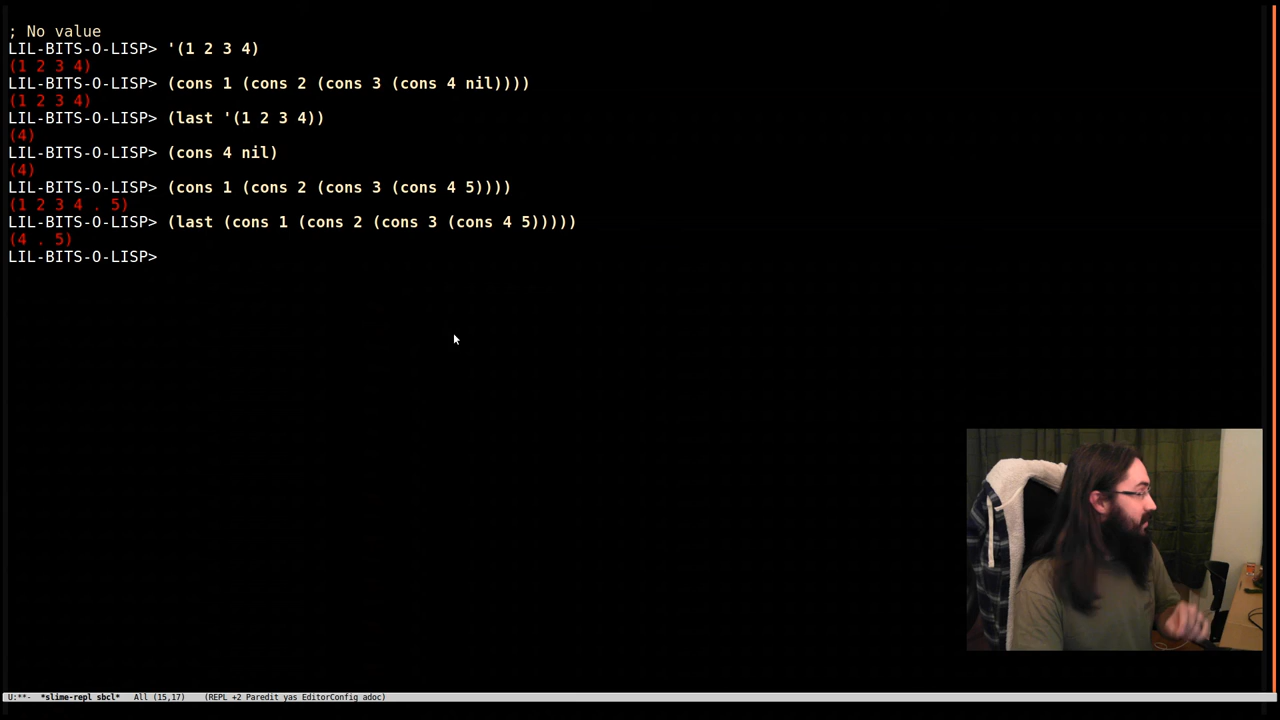 ; No value
LIL-BITS-O-LISP> '(1 2 3 4)
(1 2 3 4)
LIL-BITS-O-LISP> (cons 1 (cons 2 (cons 3 (cons 4 nil))))
(1 2 3 4)
LIL-BITS-O-LISP> (last '(1 2 3 4))
(4)
LIL-BITS-O-LISP> (cons 4 nil)
(4)
LIL-BITS-O-LISP> (cons 1 (cons 2 (cons 3 (cons 4 5))))
(1 2 3 4 . 5)
LIL-BITS-O-LISP> (last (cons 1 (cons 2 (cons 3 (cons 4 5)))))
(4 . 5)
LIL-BITS-O-LISP>
U:**-  *slime-repl sbcl*   All (15,17)    (REPL +2 Paredit yas EditorConfig adoc)